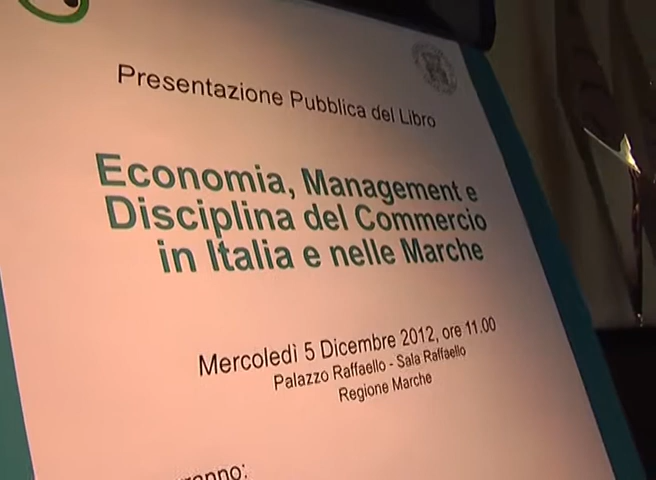 Presentazione Pubblica del Libro
Economia, Management e
Disciplina del Commercio
in Italia e nelle Marche
Mercoledì 5 Dicembre 2012, ore 11.00
Palazzo Raffaello - Sala Raffaello
Regione Marche